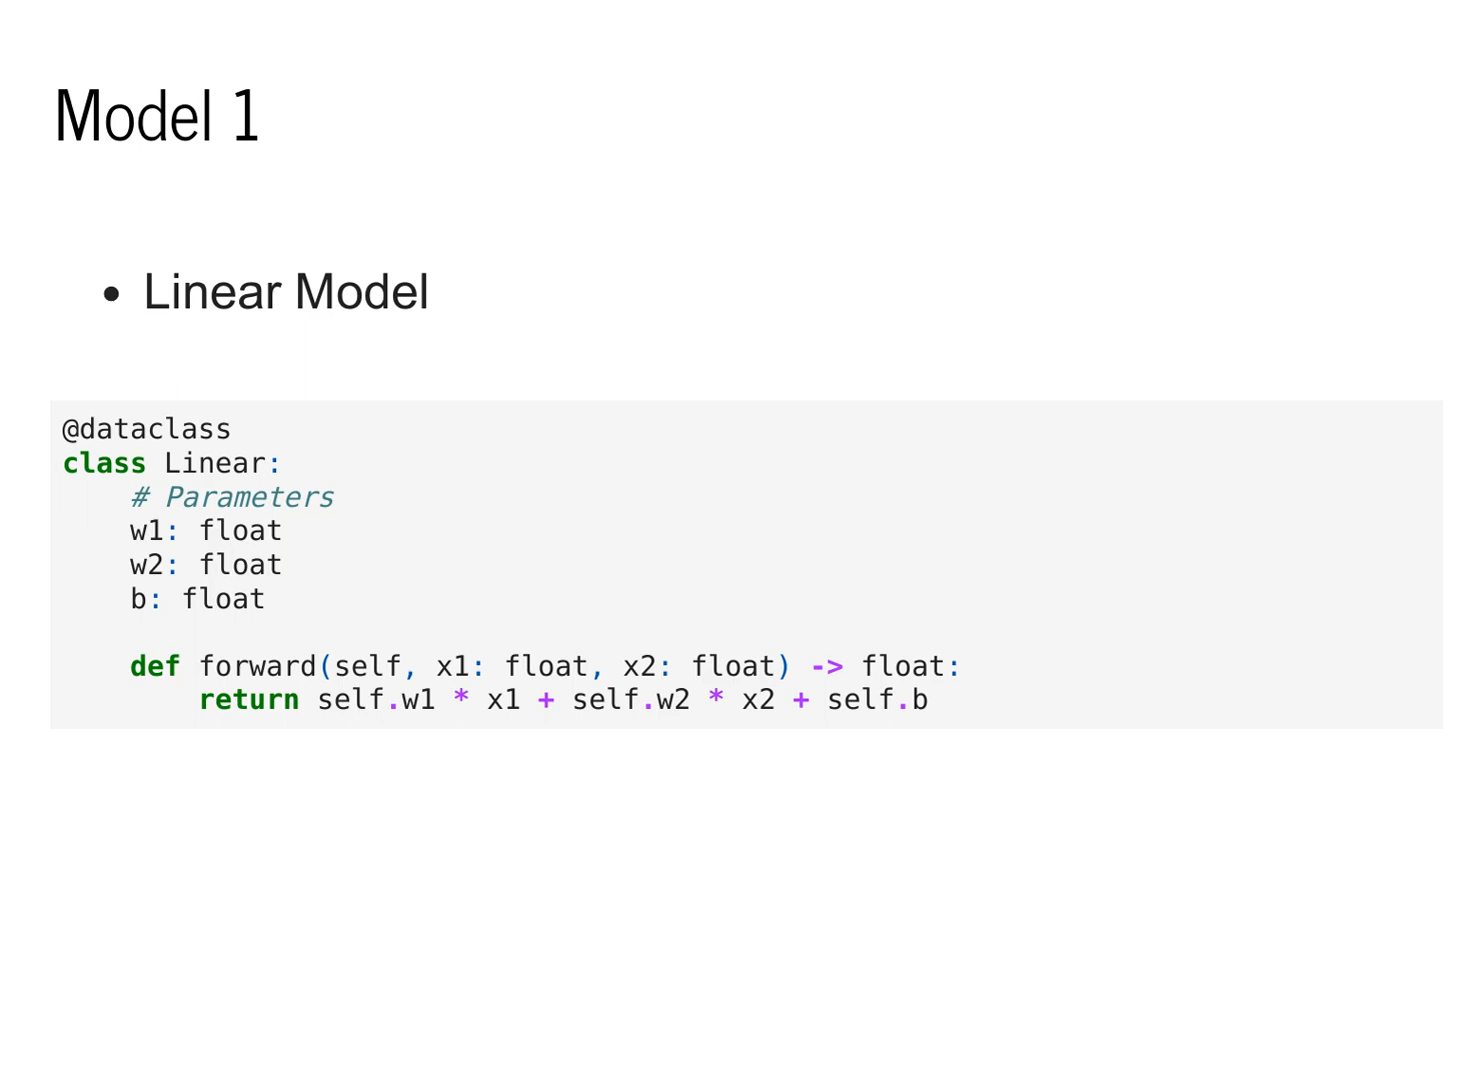 Model 1
• Linear Model
@dataclass
class Linear:
    # Parameters
    w1: float
    w2: float
    b: float

    def forward(self, x1: float, x2: float) -> float:
        return self.w1 * x1 + self.w2 * x2 + self.b